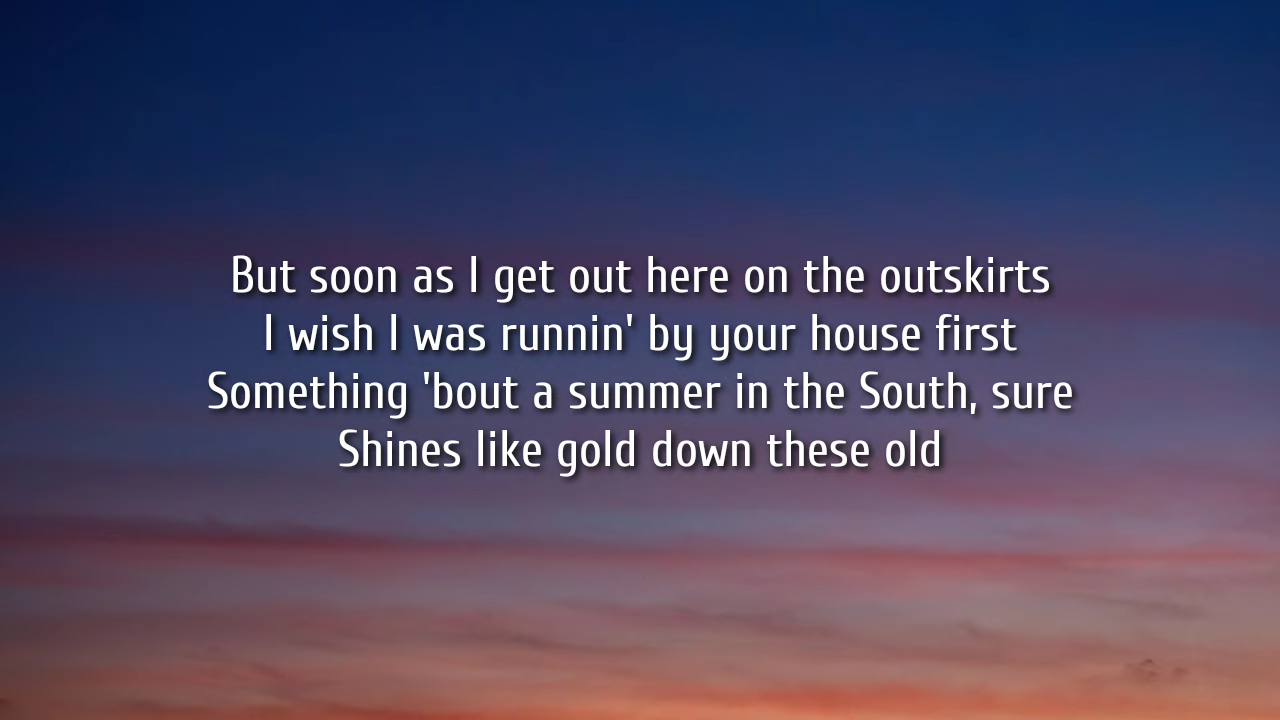 But soon as I get out here on the outskirts
I wish I was runnin' by your house first
Something 'bout a summer in the South, sure
Shines like gold down these old